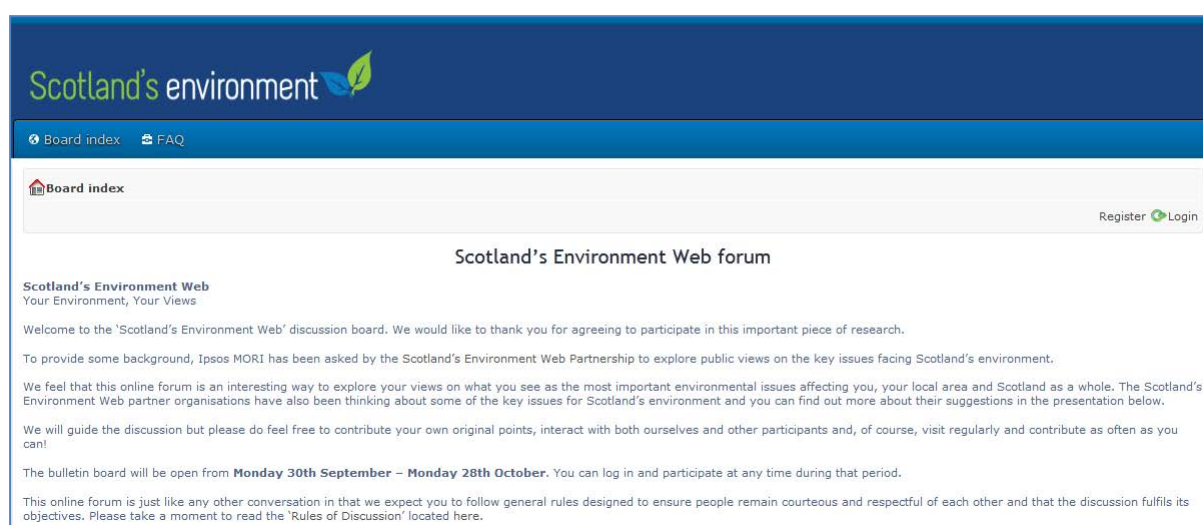 Scotland's environment
Board index FAQ
Board index
Register Login
Scotland's Environment Web forum
Scotland's Environment Web
Your Environment, Your Views
Welcome to the 'Scotland's Environment Web' discussion board. We would like to thank you for agreeing to participate in this important piece of research.
To provide some background, Ipsos MORI has been asked by the Scotland's Environment Web Partnership to explore public views on the key issues facing Scotland's environment.
We feel that this online forum is an interesting way to explore your views on what you see as the most important environmental issues affecting you, your local area and Scotland as a whole. The Scotland's
Environment Web partner organisations have also been thinking about some of the key issues for Scotland's environment and you can find out more about their suggestions in the presentation below.
We will guide the discussion but please do feel free to contribute your own original points, interact with both ourselves and other participants and, of course, visit regularly and contribute as often as you
can!
The bulletin board will be open from Monday 30th September – Monday 28th October. You can log in and participate at any time during that period.
This online forum is just like any other conversation in that we expect you to follow general rules designed to ensure people remain courteous and respectful of each other and that the discussion fulfils its
objectives. Please take a moment to read the 'Rules of Discussion' located here.